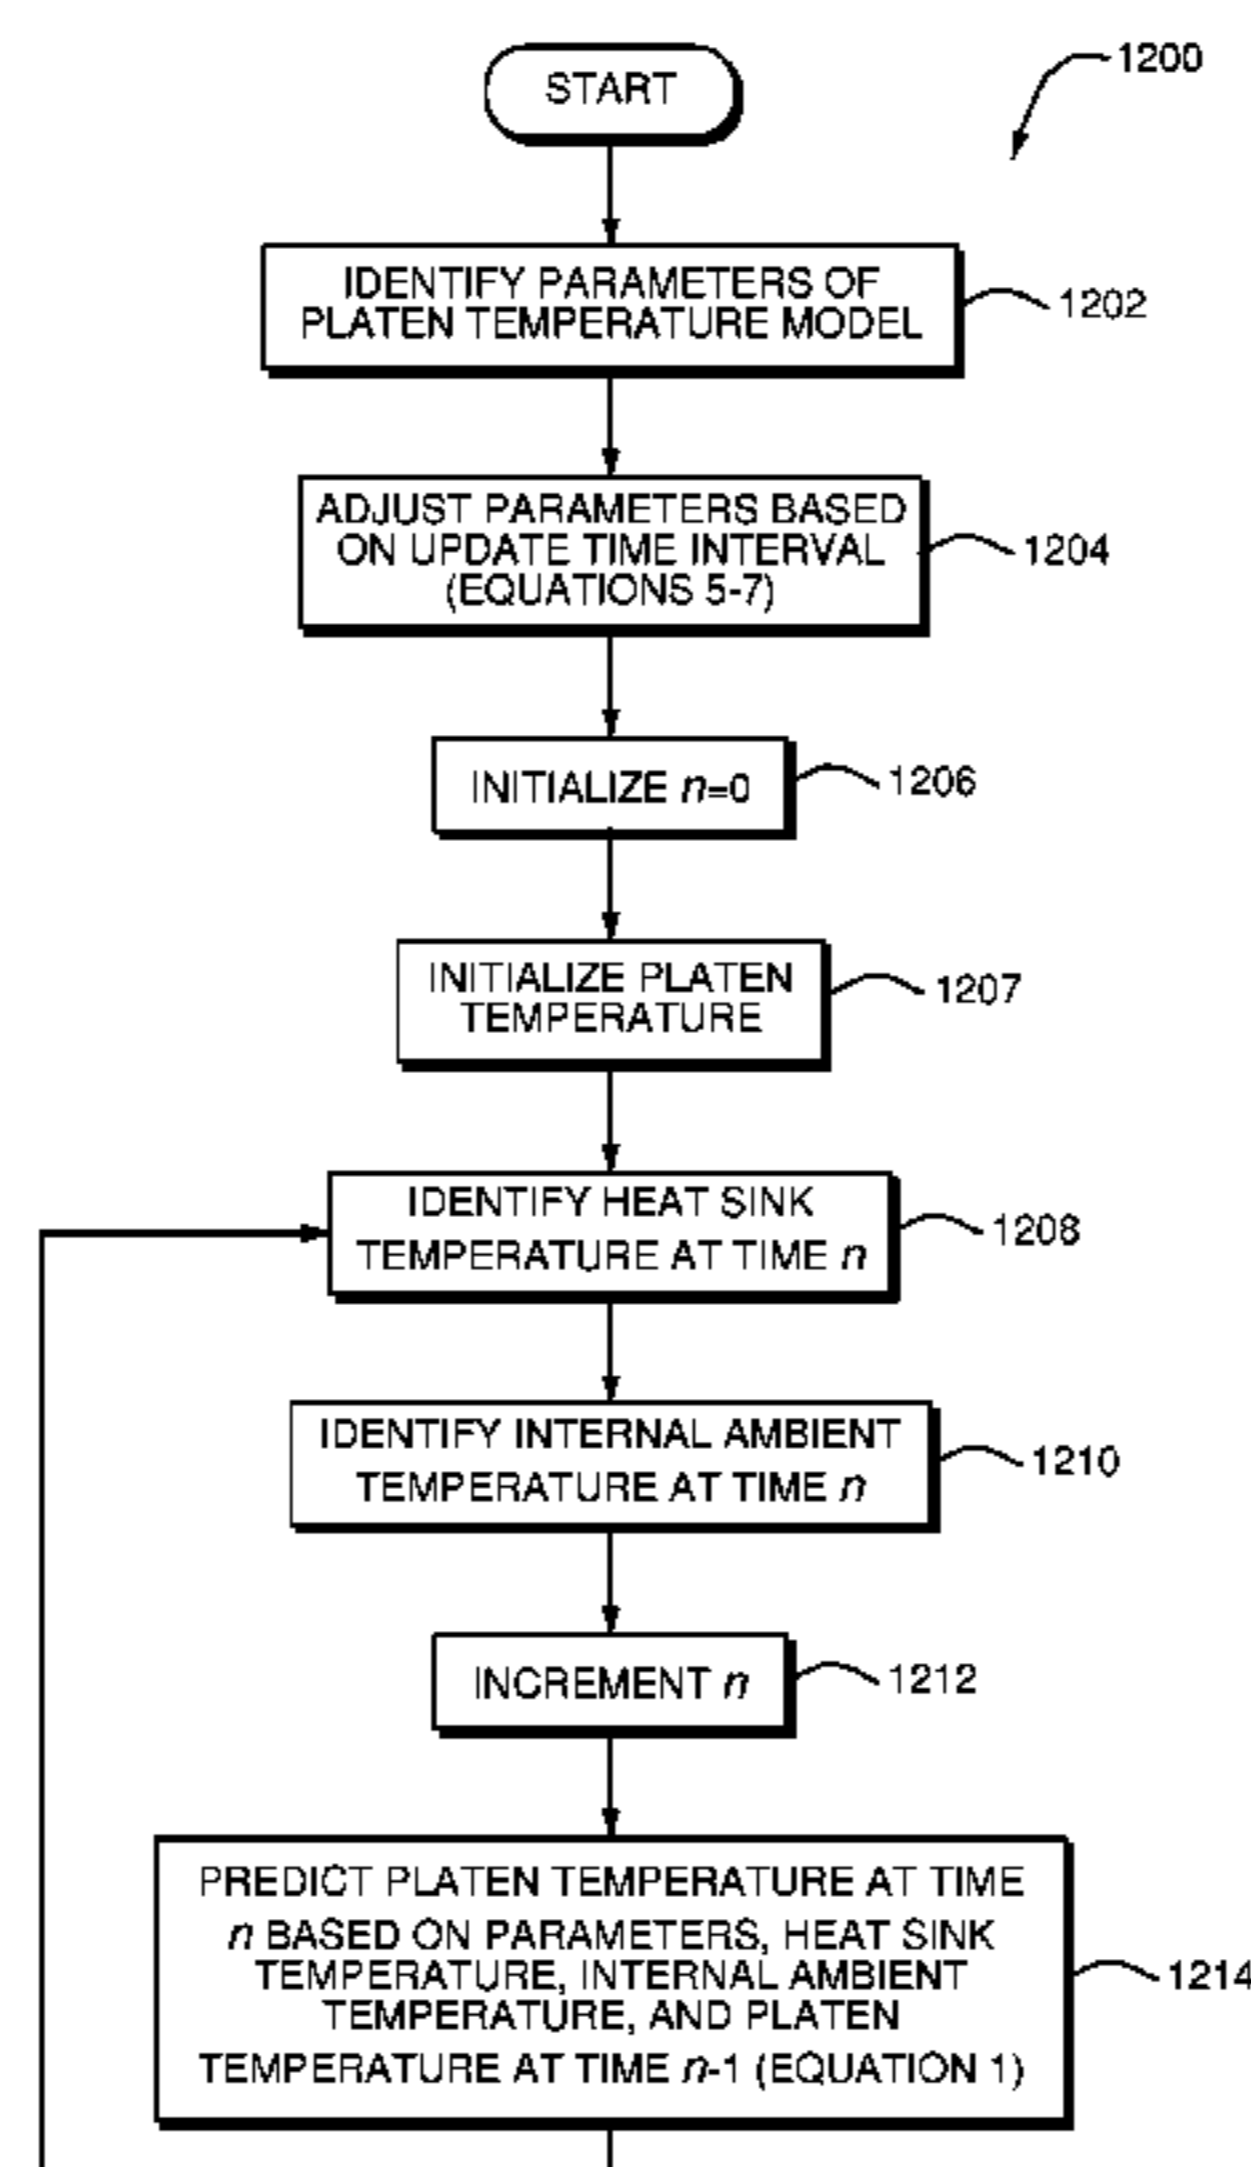 START
1200
IDENTIFY PARAMETERS OF
PLATEN TEMPERATURE MODEL
1202
ADJUST PARAMETERS BASED
ON UPDATE TIME INTERVAL
(EQUATIONS 5-7)
1204
INITIALIZE n=0
1206
INITIALIZE PLATEN
TEMPERATURE
1207
IDENTIFY HEAT SINK
TEMPERATURE AT TIME n
1208
IDENTIFY INTERNAL AMBIENT
TEMPERATURE AT TIME n
1210
INCREMENT n
1212
PREDICT PLATEN TEMPERATURE AT TIME
n BASED ON PARAMETERS, HEAT SINK
TEMPERATURE, INTERNAL AMBIENT
TEMPERATURE, AND PLATEN
TEMPERATURE AT TIME n-1 (EQUATION 1)
1214